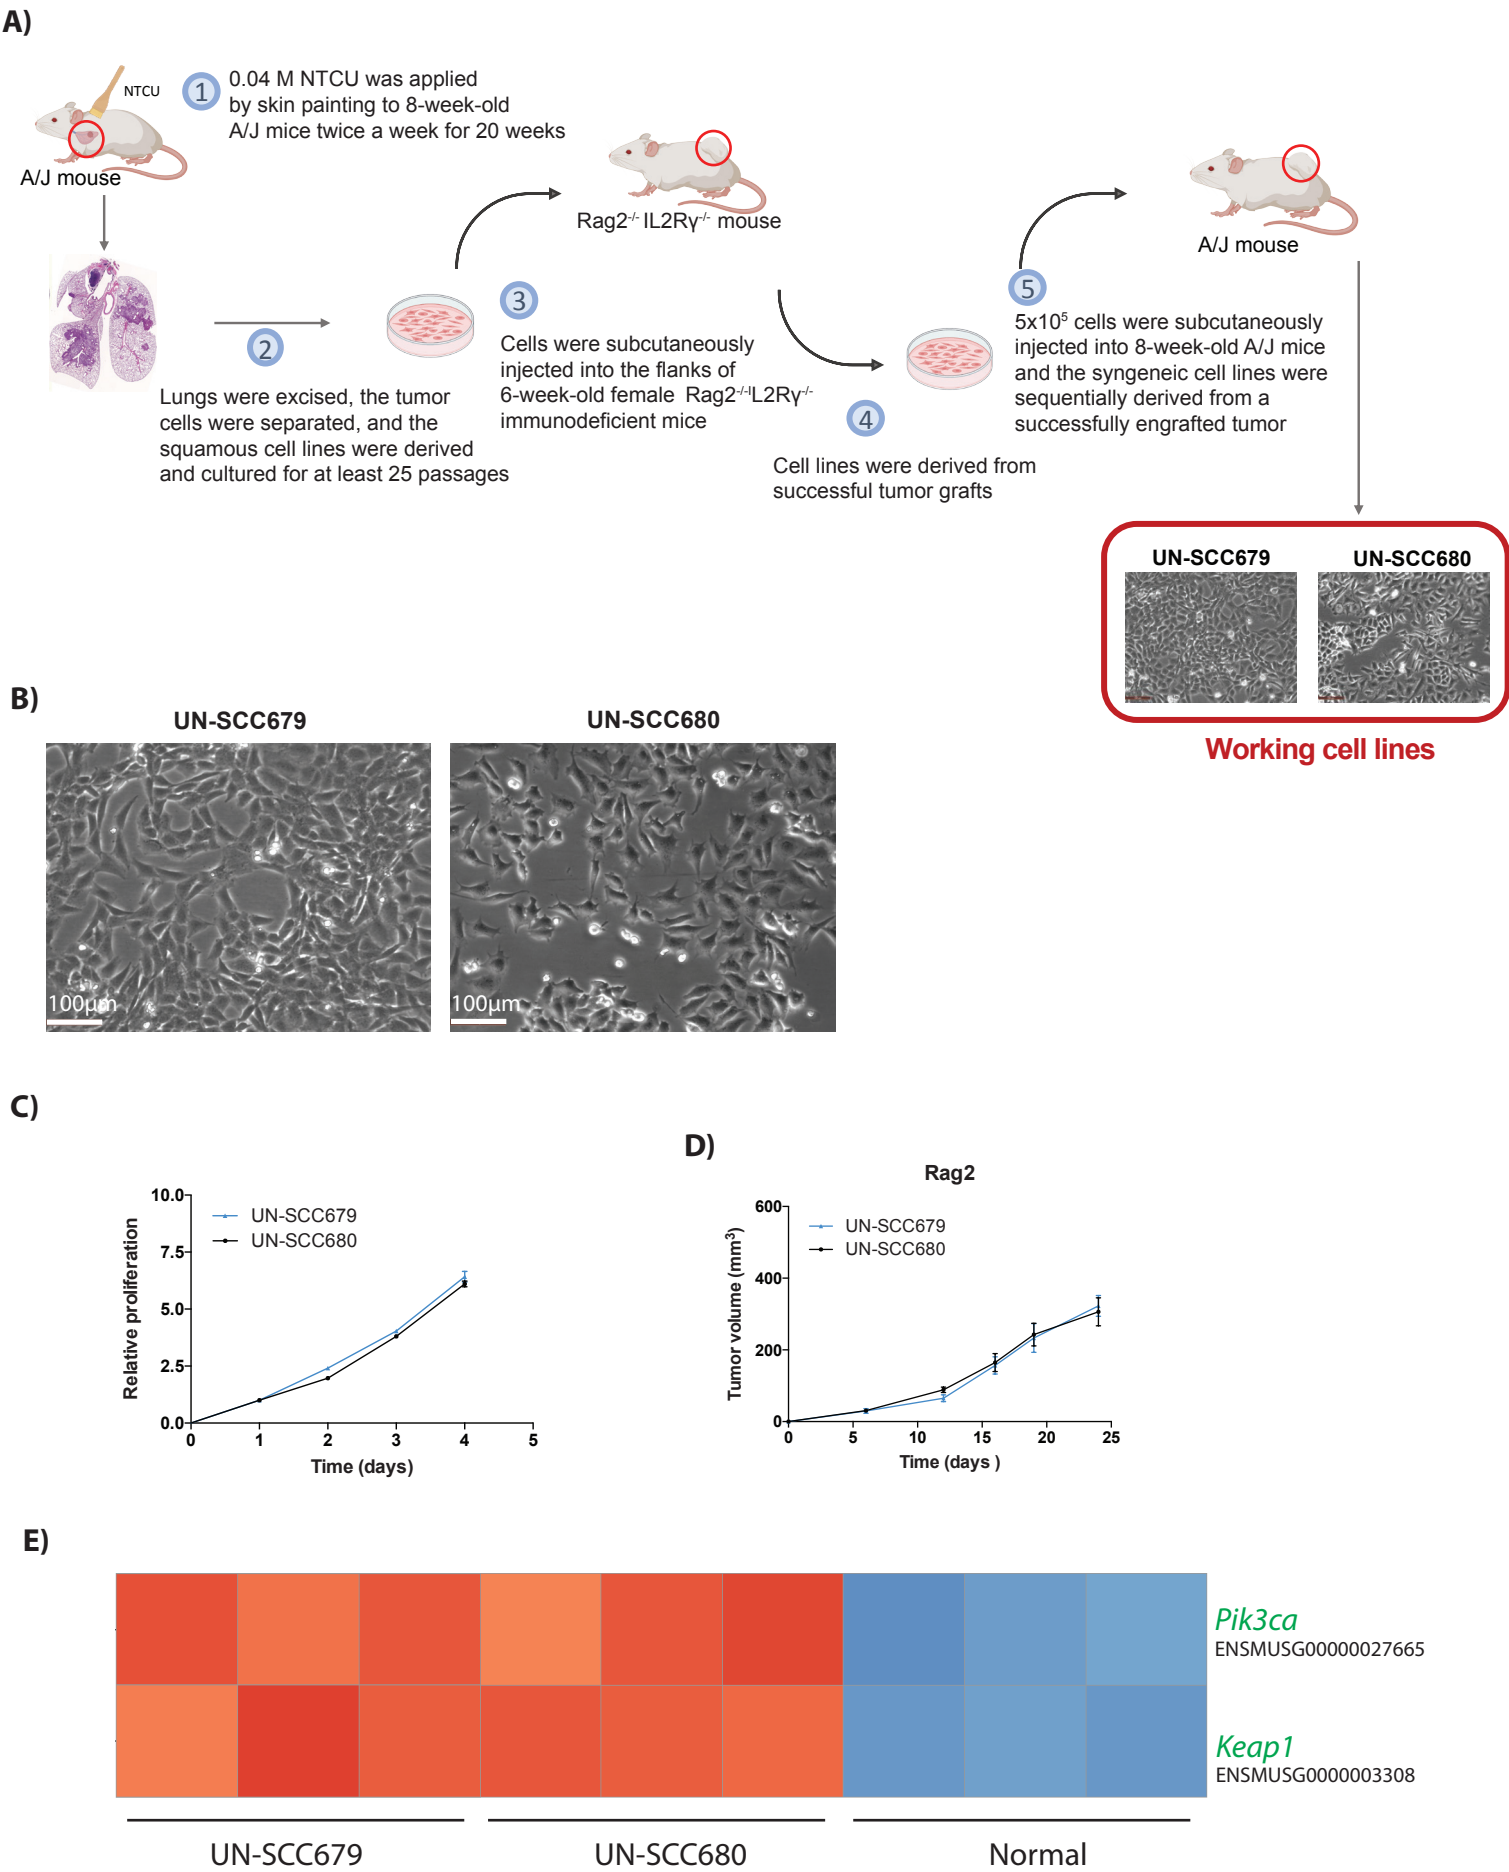 A)
NTCU
1
0.04 M NTCU was applied
by skin painting to 8-week-old
A/J mice twice a week for 20 weeks
A/J mouse
2
Lungs were excised, the tumor
cells were separated, and the
squamous cell lines were derived
and cultured for at least 25 passages
Rag2-/- IL2Rγ-/- mouse
3
Cells were subcutaneously
injected into the flanks of
6-week-old female Rag2-/-IL2Rγ-/-
immunodeficient mice
4
Cell lines were derived from
successful tumor grafts
A/J mouse
5
5x10⁵ cells were subcutaneously
injected into 8-week-old A/J mice
and the syngeneic cell lines were
sequentially derived from a
successfully engrafted tumor
UN-SCC679
UN-SCC680
Working cell lines
B)
UN-SCC679
UN-SCC680
100μm
100μm
C)
Relative proliferation
10.0
7.5
5.0
2.5
0.0
UN-SCC679
UN-SCC680
0 1 2 3 4 5
Time (days)
D)
Rag2
Tumor volume (mm³)
600
400
200
0
UN-SCC679
UN-SCC680
0 5 10 15 20 25
Time (days )
E)
Pik3ca
ENSMUSG00000027665
Keap1
ENSMUSG0000003308
UN-SCC679
UN-SCC680
Normal